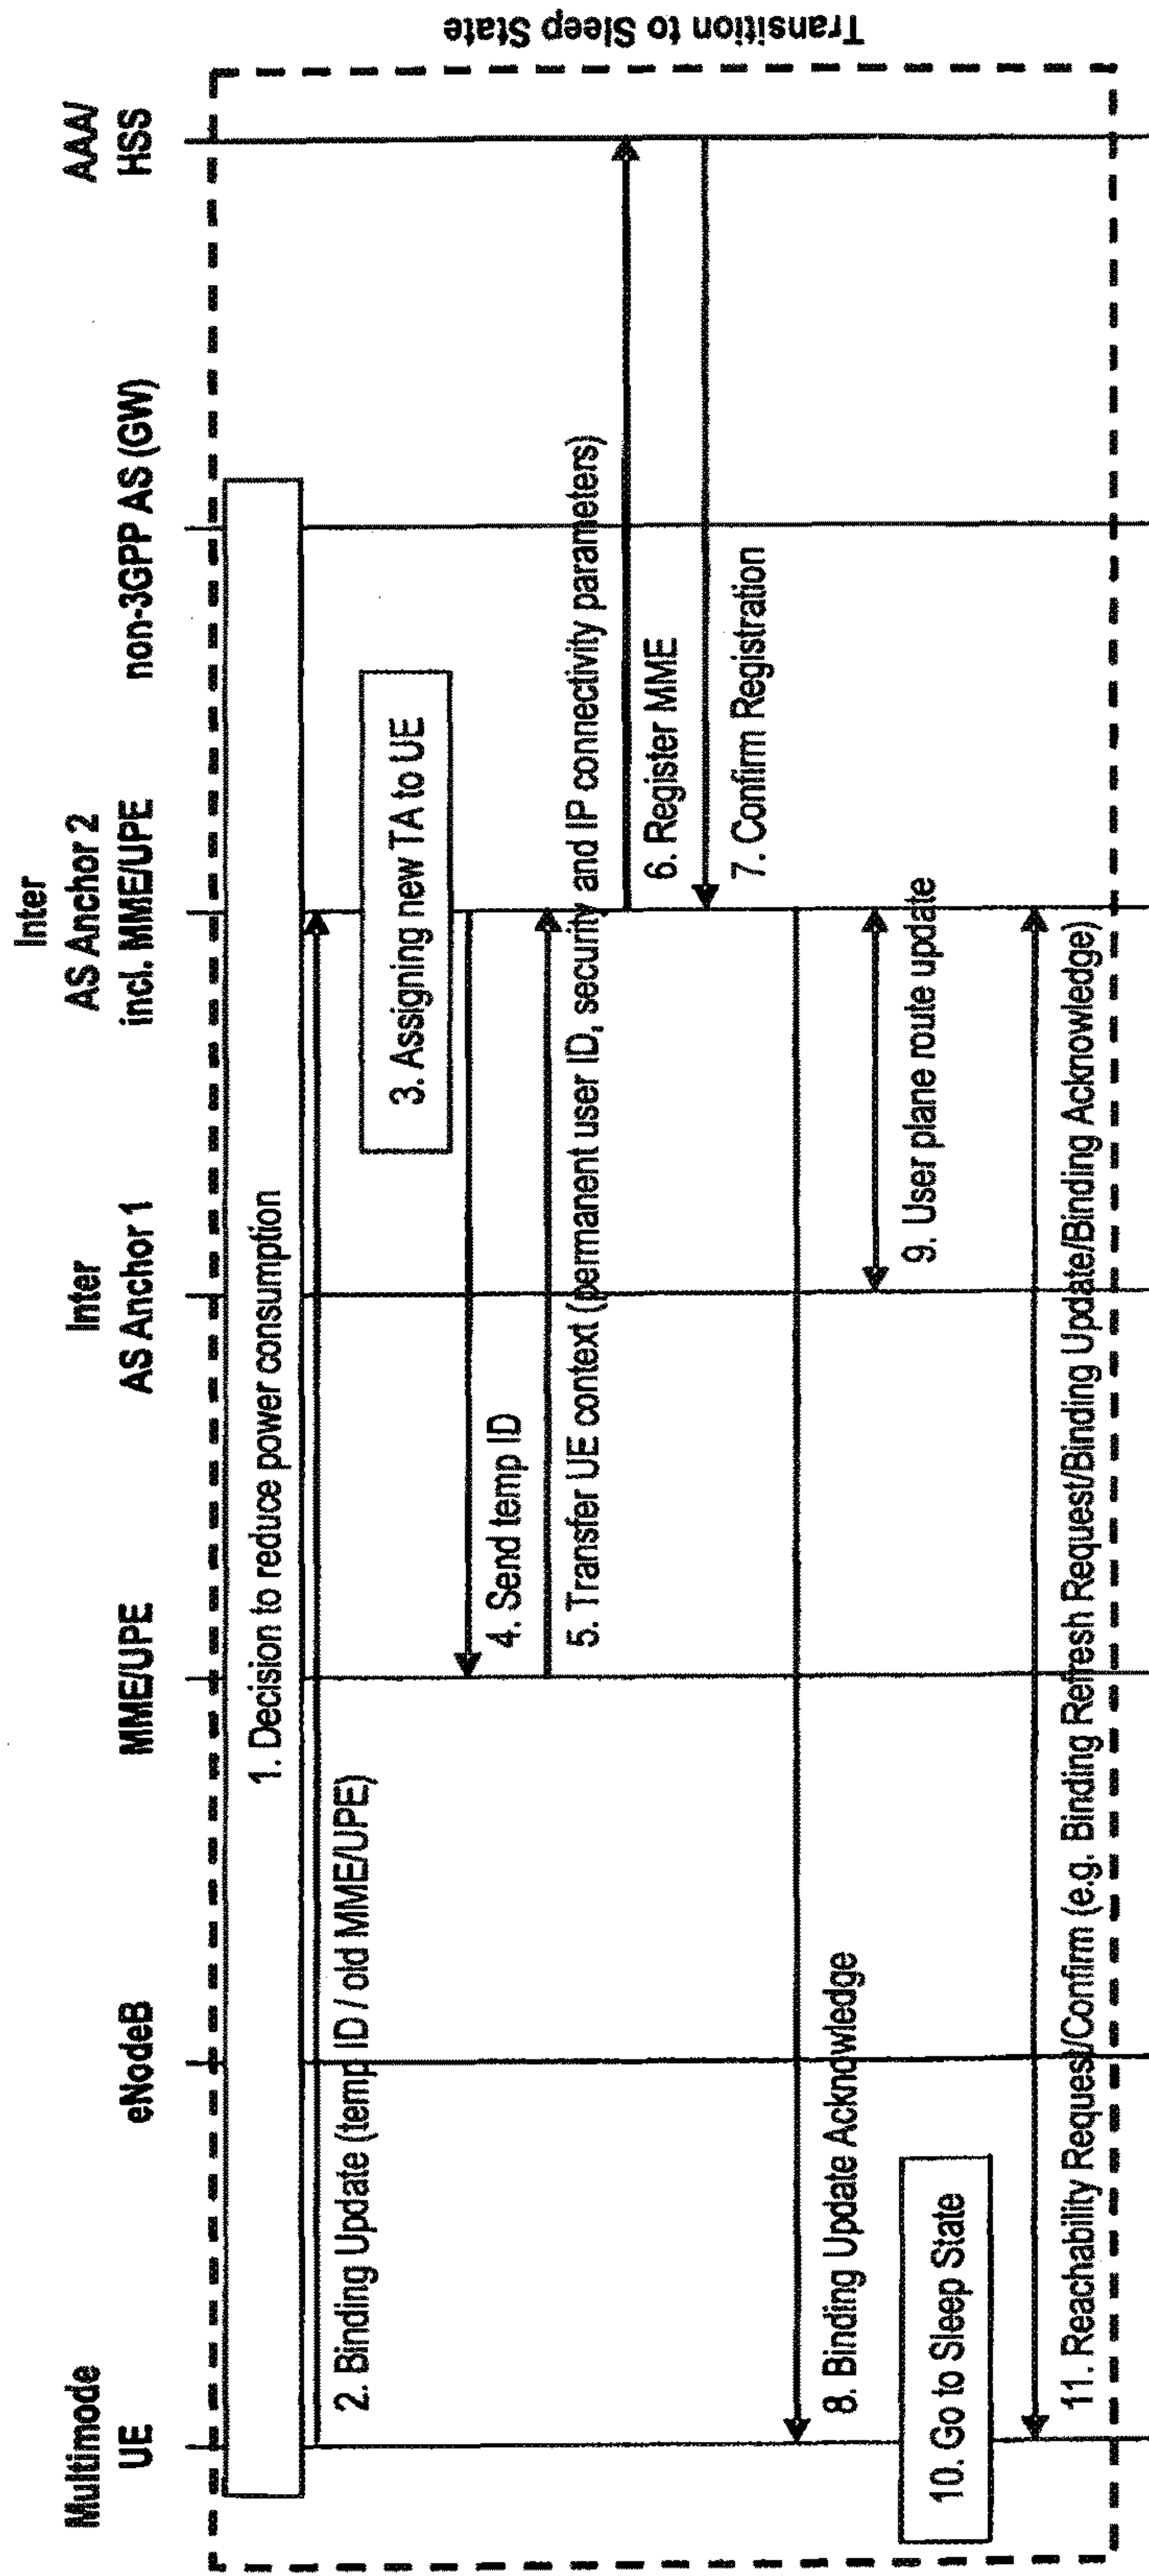 Multimode
UE
eNodeB
MME/UPE
Inter
AS Anchor 1
Inter
AS Anchor 2
incl. MME/UPE
non-3GPP AS (GW)
AAA/
HSS
1. Decision to reduce power consumption
2. Binding Update (temp ID / old MME/UPE)
3. Assigning new TA to UE
4. Send temp ID
5. Transfer UE context (permanent user ID, security and IP connectivity parameters)
6. Register MME
7. Confirm Registration
8. Binding Update Acknowledge
9. User plane route update
10. Go to Sleep State
11. Reachability Request/Confirm (e.g. Binding Refresh Request/Binding Update/Binding Acknowledge)
Transition to Sleep State